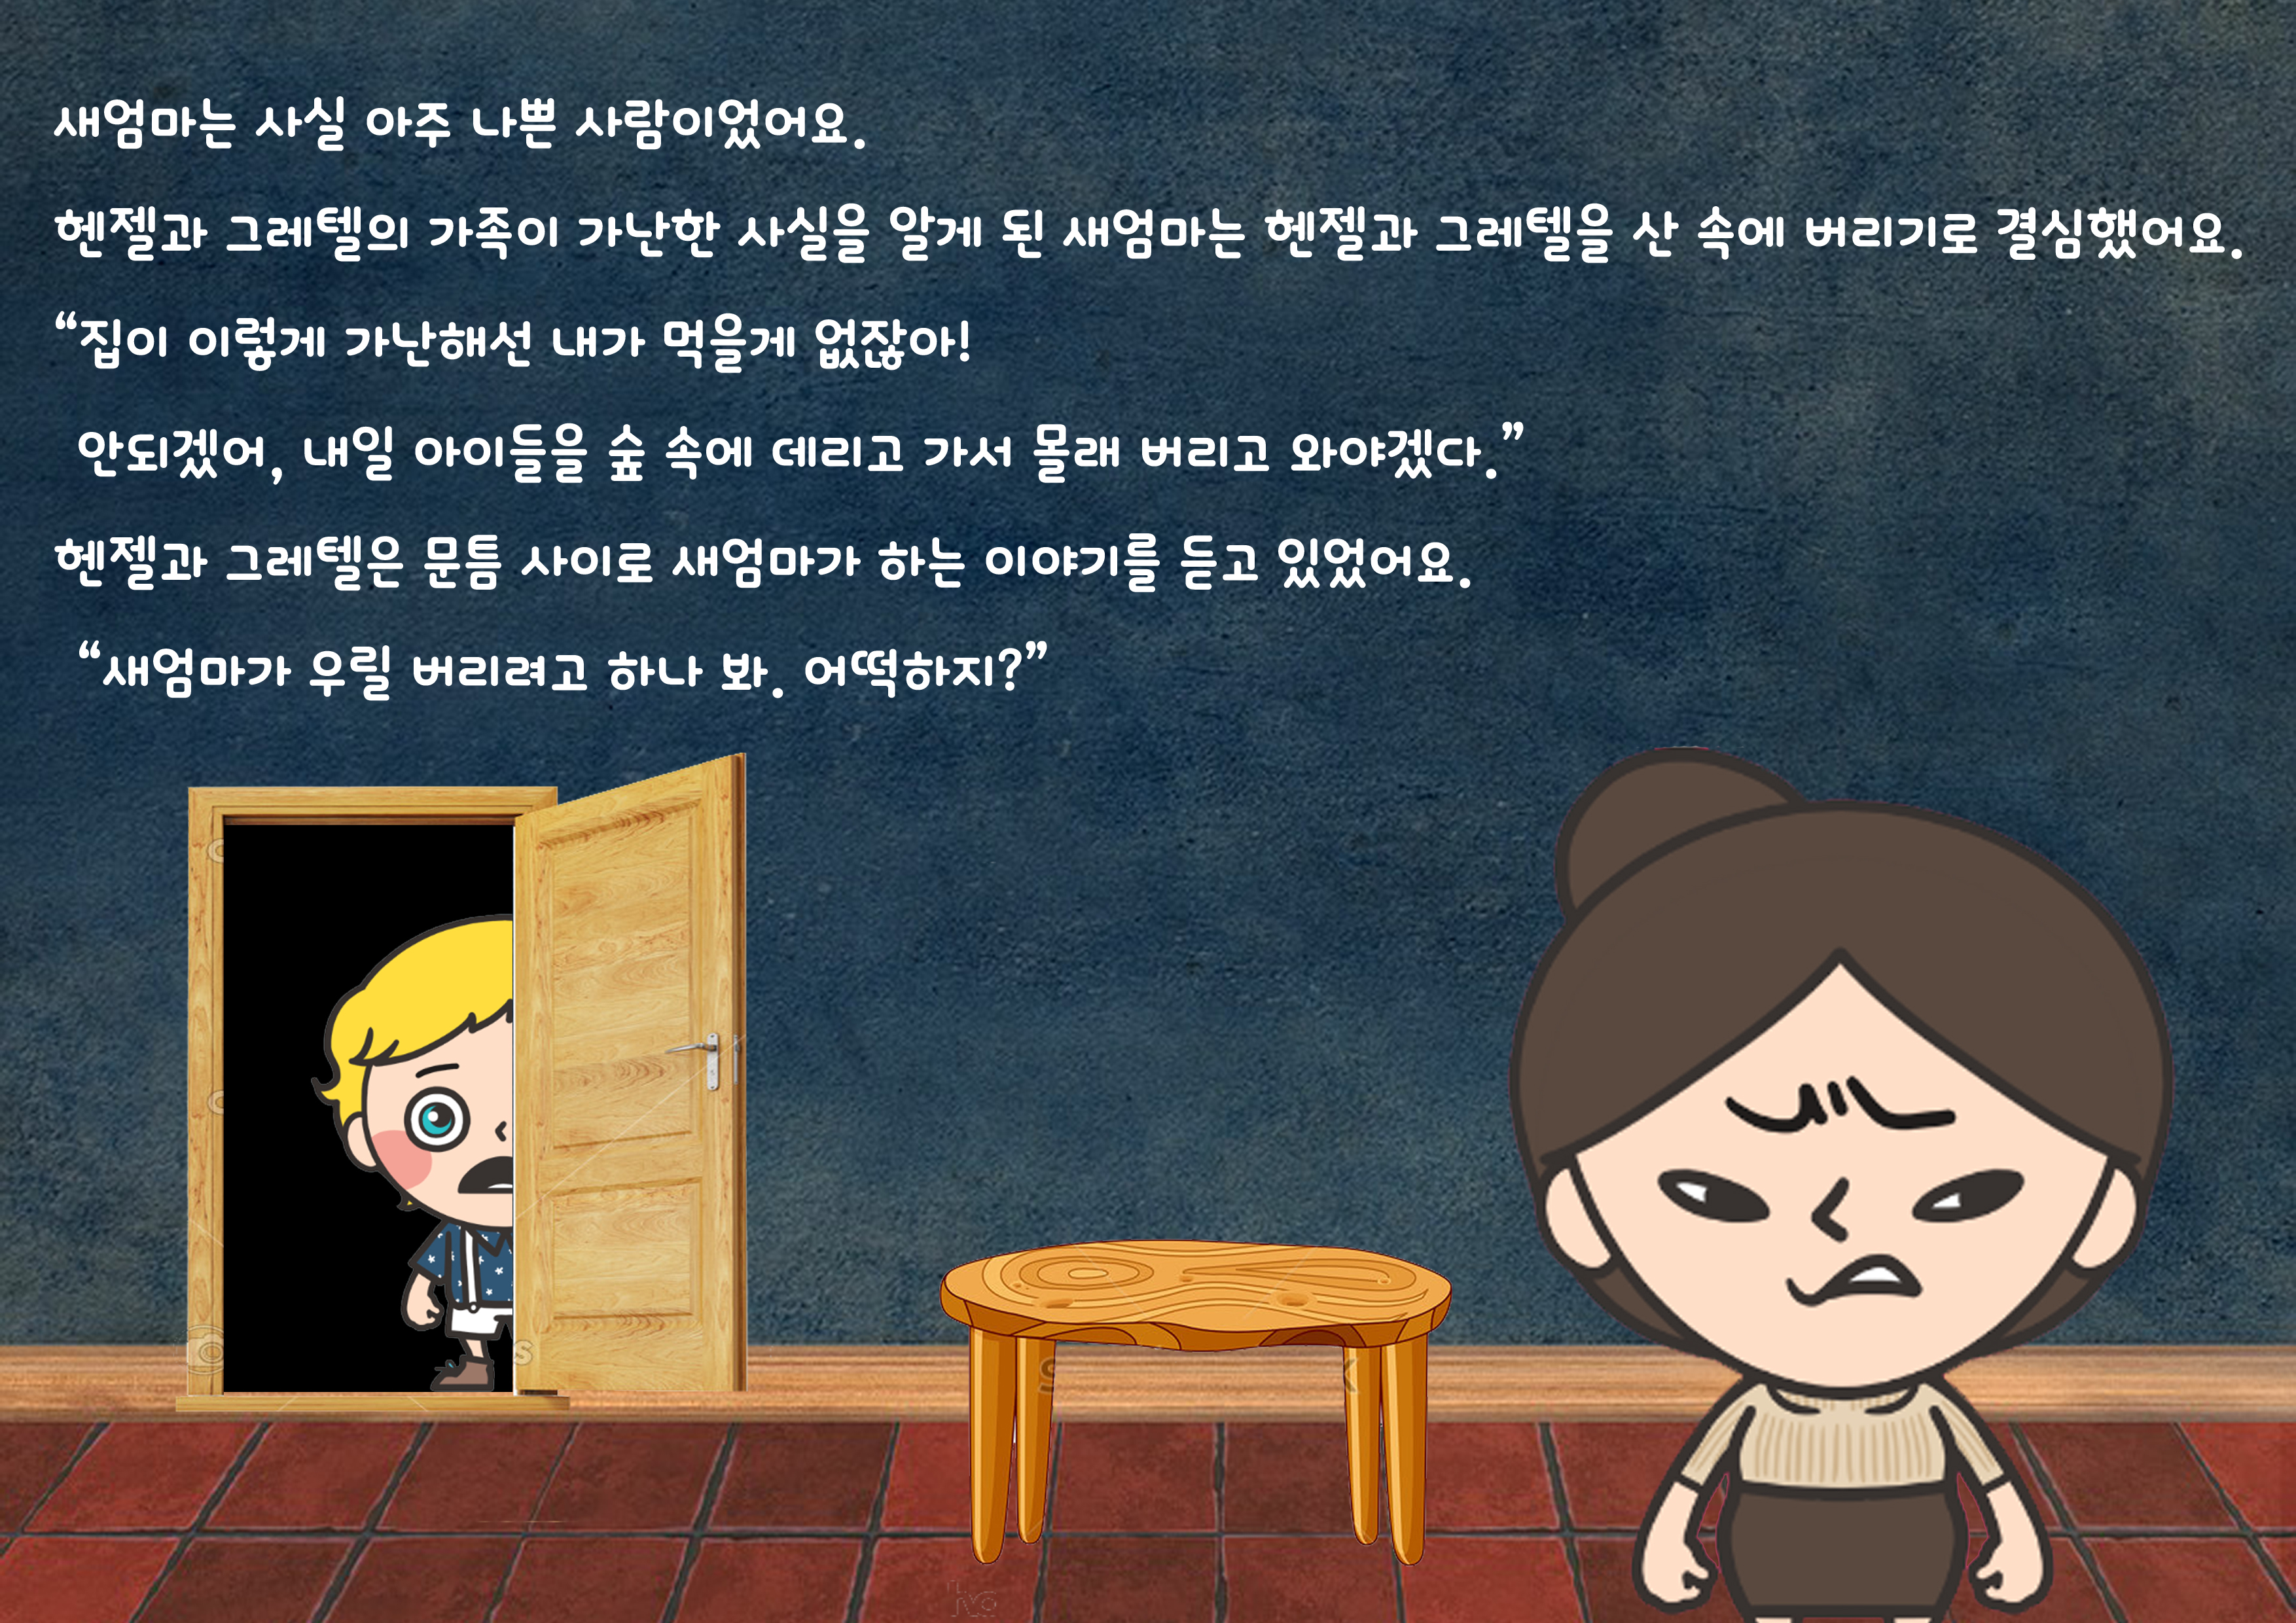 새엄마는 사실 아주 나쁜 사람이었어요.
헨젤과 그레텔의 가족이 가난한 사실을 알게 된 새엄마는 헨젤과 그레텔을 산 속에 버리기로 결심했어요.
“집이 이렇게 가난해선 내가 먹을게 없잖아!
안되겠어, 내일 아이들을 숲 속에 데리고 가서 몰래 버리고 와야겠다.”
헨젤과 그레텔은 문틈 사이로 새엄마가 하는 이야기를 듣고 있었어요.
“새엄마가 우릴 버리려고 하나 봐. 어떡하지?”